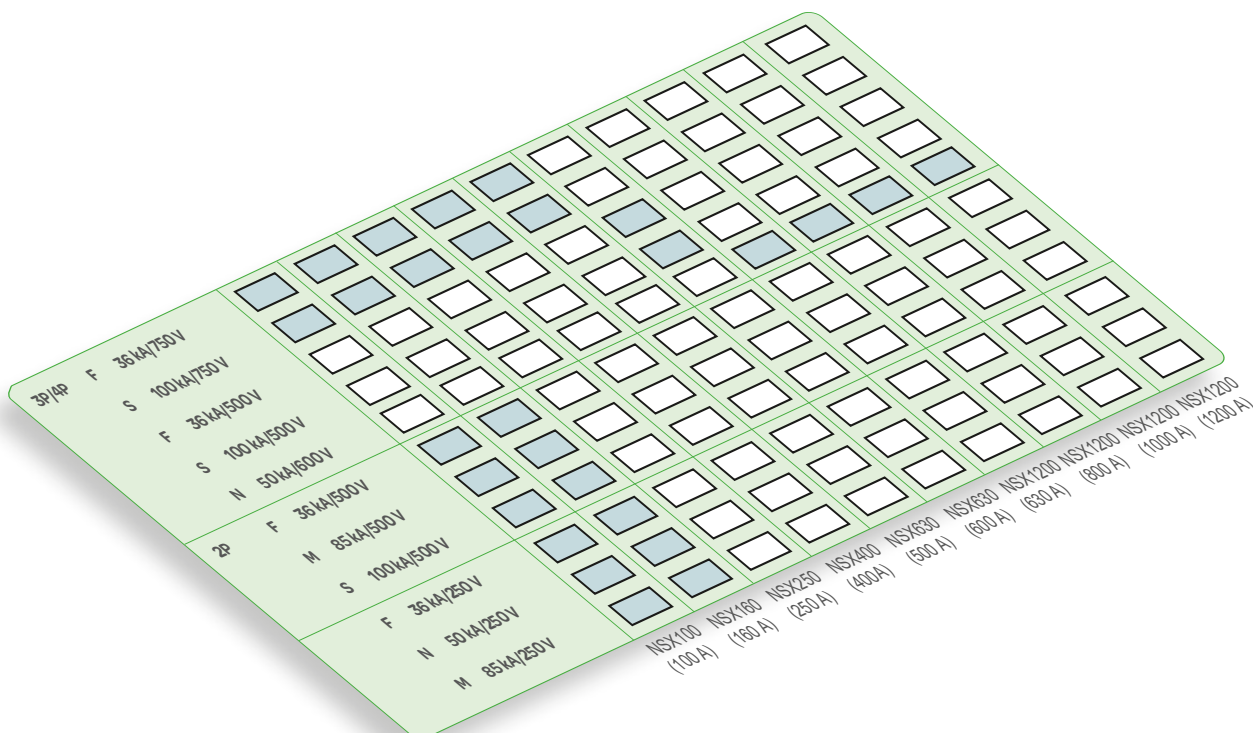 3P/4P F 36 kA/750 V
S 100 kA/750 V
F 36 kA/500 V
S 100 kA/500 V
N 50 kA/600 V
2P F 36 kA/500 V
M 85 kA/500 V
S 100 kA/500 V
F 36 kA/250 V
N 50 kA/250 V
M 85 kA/250 V
NSX100
(100 A)
NSX160
(160 A)
NSX250
(250 A)
NSX400
(400 A)
NSX630
(500 A)
NSX630
(600 A)
NSX1200
(630 A)
NSX1200
(800 A)
NSX1200
(1000 A)
NSX1200
(1200 A)